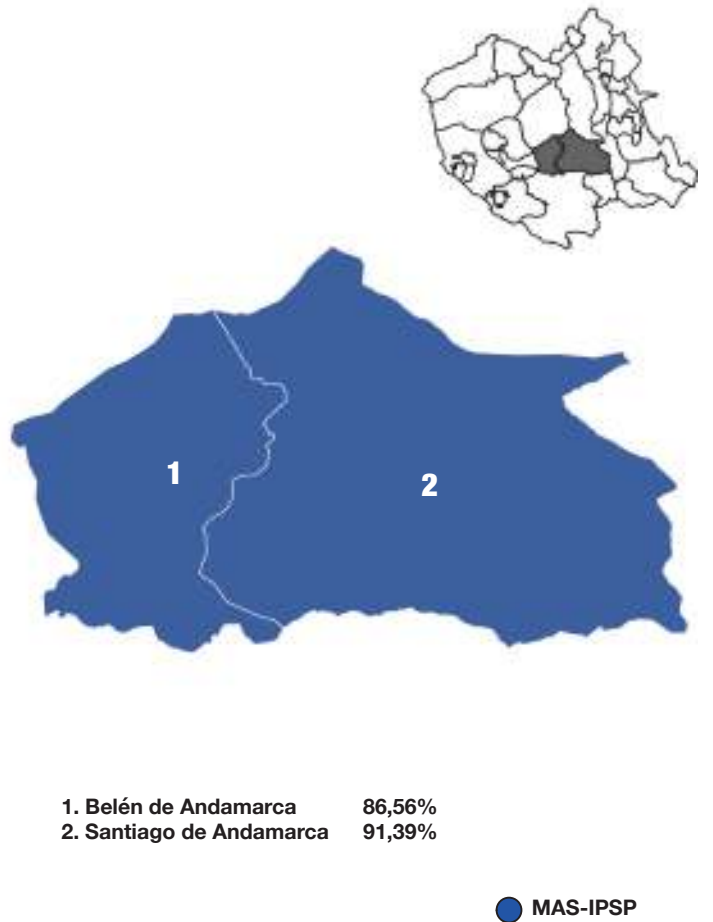 1
2
1. Belén de Andamarca 86,56%
2. Santiago de Andamarca 91,39%
MAS-IPSP